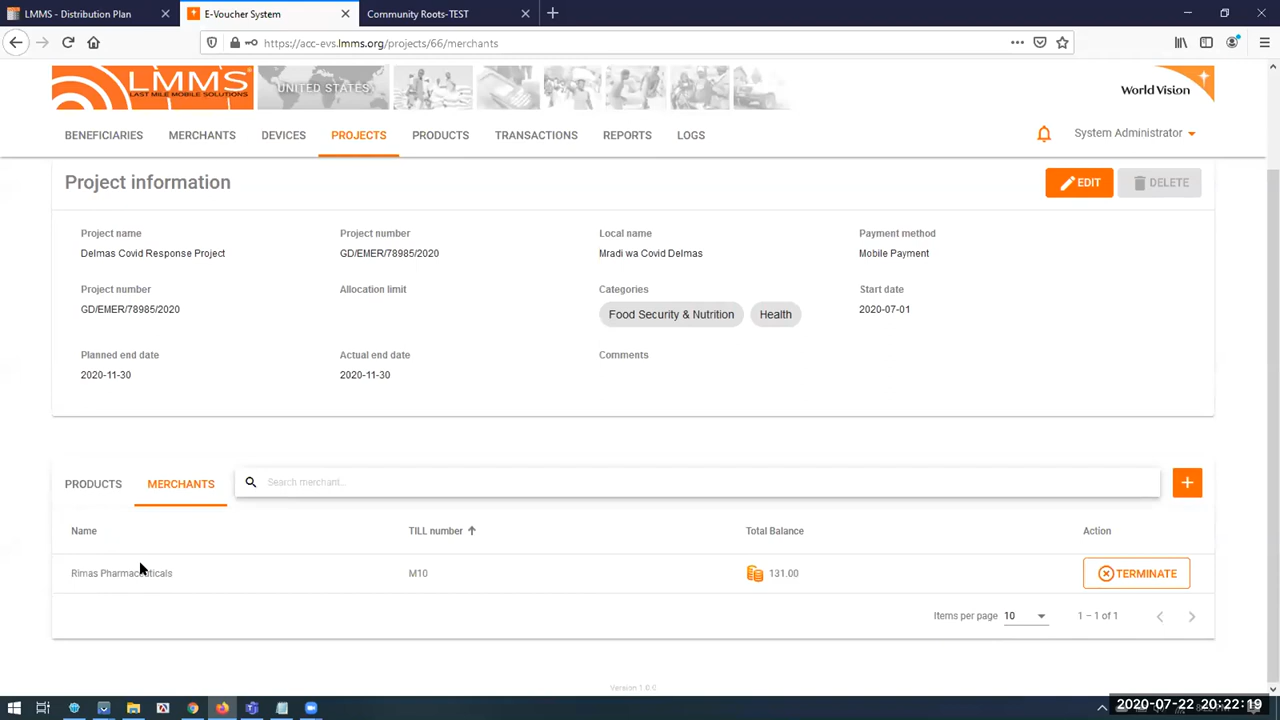 LMMS - Distribution Plan
E-Voucher System
Community Roots-TEST
https://acc-evs.lmms.org/projects/66/merchants
LMMS
LAST MILE MOBILE SOLUTIONS
UNITED STATES
World Vision
BENEFICIARIES MERCHANTS DEVICES PROJECTS PRODUCTS TRANSACTIONS REPORTS LOGS
System Administrator
Project information
EDIT
DELETE
Project name Project number Local name Payment method
Delmas Covid Response Project GD/EMER/78985/2020 Mradi wa Covid Delmas Mobile Payment
Project number Allocation limit Categories Start date
GD/EMER/78985/2020 Food Security & Nutrition Health 2020-07-01
Planned end date Actual end date Comments
2020-11-30 2020-11-30
PRODUCTS MERCHANTS Search merchant... +
Name TILL number Total Balance Action
Rimas Pharmaceuticals M10 131.00 TERMINATE
Items per page 10 1 – 1 of 1
Version 1.0.0
2020-07-22 20:22:19